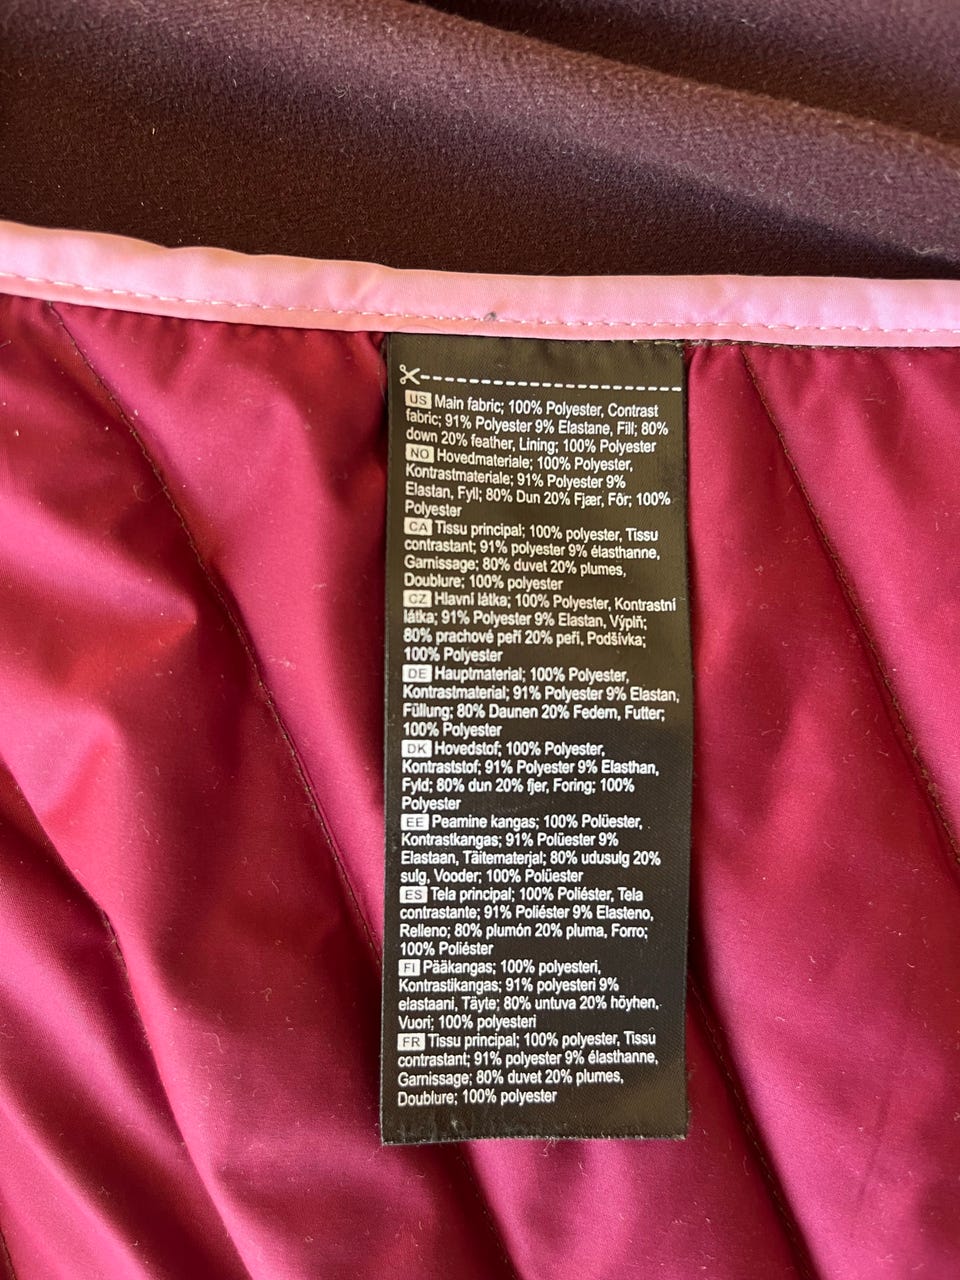 US Main fabric; 100% Polyester, Contrast
fabric; 91% Polyester 9% Elastane, Fill; 80%
down 20% feather, Lining; 100% Polyester
NO Hovedmateriale; 100% Polyester,
Kontrastmateriale; 91% Polyester 9%
Elastan, Fyll; 80% Dun 20% Fjær, Fôr; 100%
Polyester
CA Tissu principal; 100% polyester, Tissu
contrastant; 91% polyester 9% élasthanne,
Garnissage; 80% duvet 20% plumes,
Doublure; 100% polyester
CZ Hlavní látka; 100% Polyester, Kontrastní
látka; 91% Polyester 9% Elastan, Výplň;
80% prachové peří 20% peří, Podšívka;
100% Polyester
DE Hauptmaterial; 100% Polyester,
Kontrastmaterial; 91% Polyester 9% Elastan,
Füllung; 80% Daunen 20% Federn, Futter;
100% Polyester
DK Hovedstof; 100% Polyester,
Kontraststof; 91% Polyester 9% Elasthan,
Fyld; 80% dun 20% fjer, Foring; 100%
Polyester
EE Peamine kangas; 100% Polüester,
Kontrastkangas; 91% Polüester 9%
Elastaan, Täitematerjal; 80% udusulg 20%
sulg, Vooder; 100% Polüester
ES Tela principal; 100% Poliéster, Tela
contrastante; 91% Poliéster 9% Elasteno,
Relleno; 80% plumón 20% pluma, Forro;
100% Poliéster
FI Pääkangas; 100% polyesteri,
Kontrastikangas; 91% polyesteri 9%
elastaani, Täyte; 80% untuva 20% höyhen,
Vuori; 100% polyesteri
FR Tissu principal; 100% polyester, Tissu
contrastant; 91% polyester 9% élasthanne,
Garnissage; 80% duvet 20% plumes,
Doublure; 100% polyester